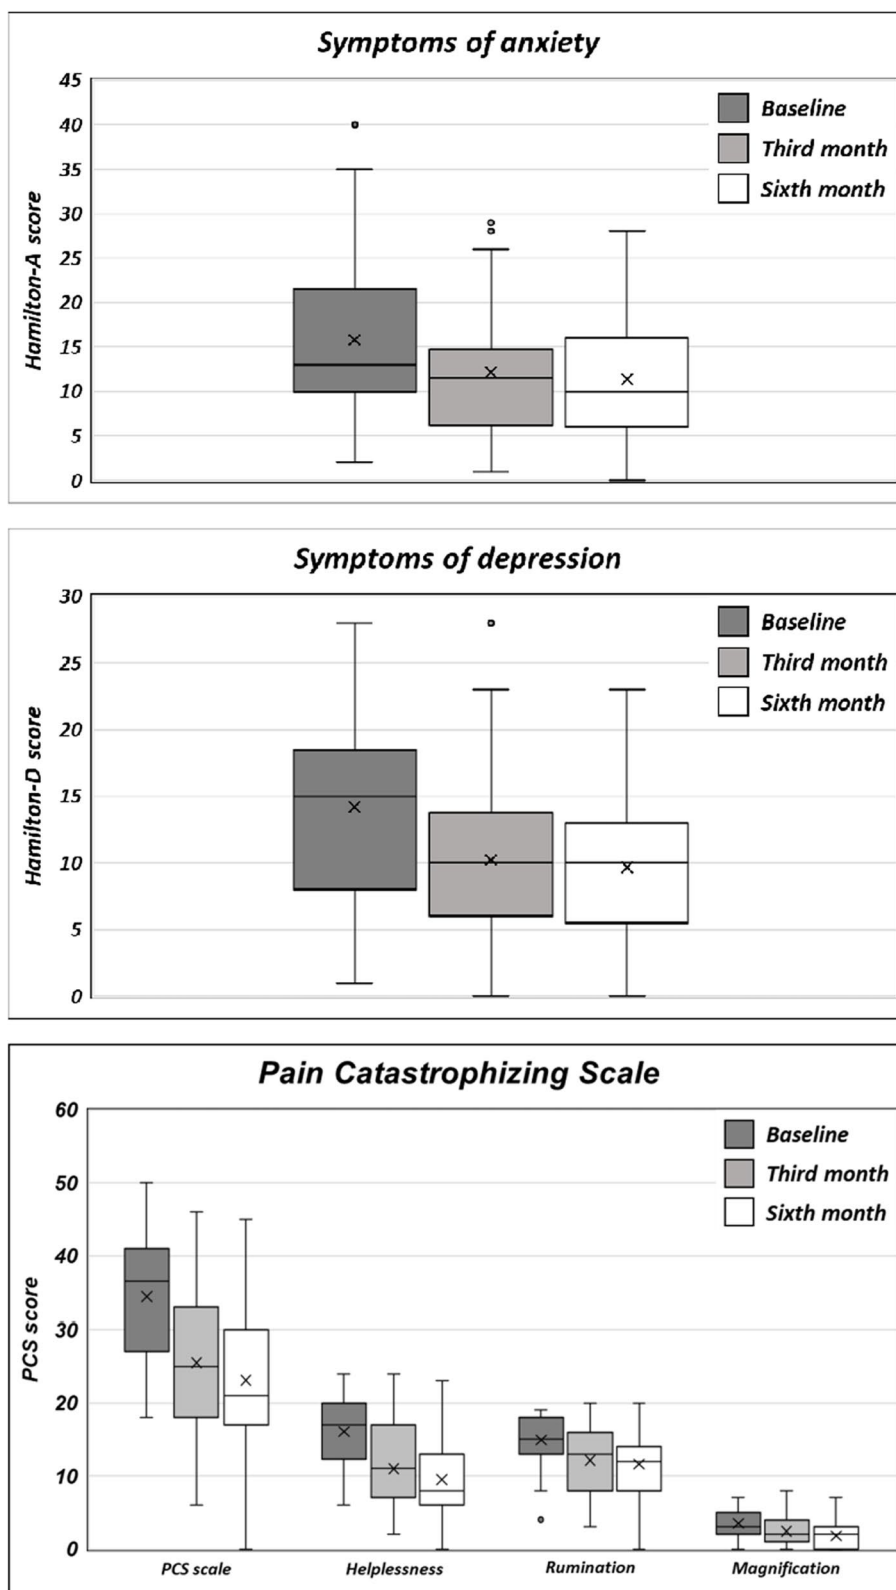 Symptoms of anxiety
Hamilton-A score
45
40
35
30
25
20
15
10
5
0
Baseline
Third month
Sixth month
Symptoms of depression
Hamilton-D score
30
25
20
15
10
5
0
Baseline
Third month
Sixth month
Pain Catastrophizing Scale
PCS score
60
50
40
30
20
10
0
Baseline
Third month
Sixth month
PCS scale Helplessness Rumination Magnification